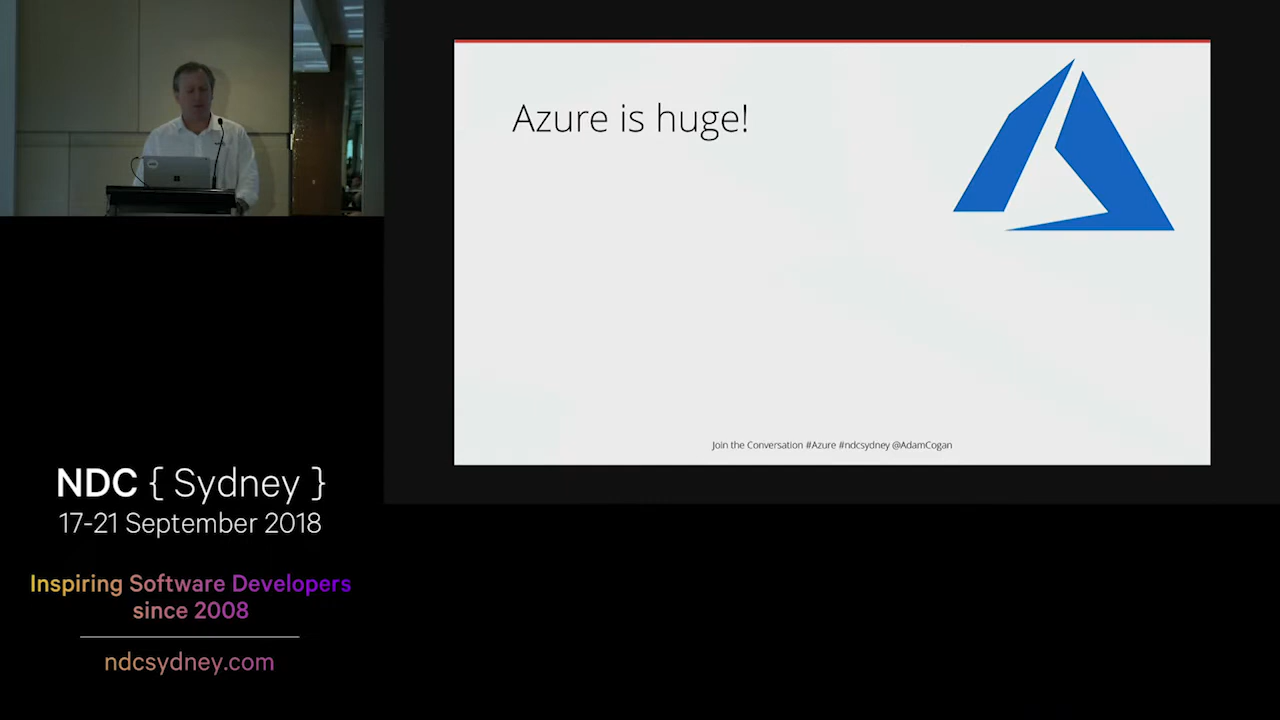 Azure is huge!
Join the Conversation #Azure #ndcsydney @AdamCogan
NDC { Sydney }
17-21 September 2018
Inspiring Software Developers
since 2008
ndcsydney.com